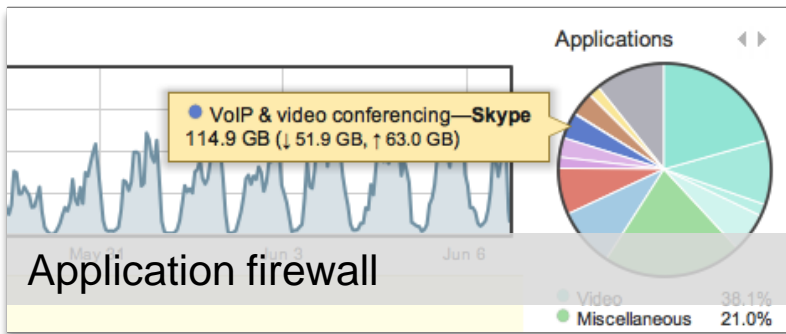 Applications
VoIP & video conferencing—Skype
114.9 GB (↓ 51.9 GB, ↑ 63.0 GB)
May 31 Jun 3 Jun 6
Application firewall
Video 38.1%
Miscellaneous 21.0%